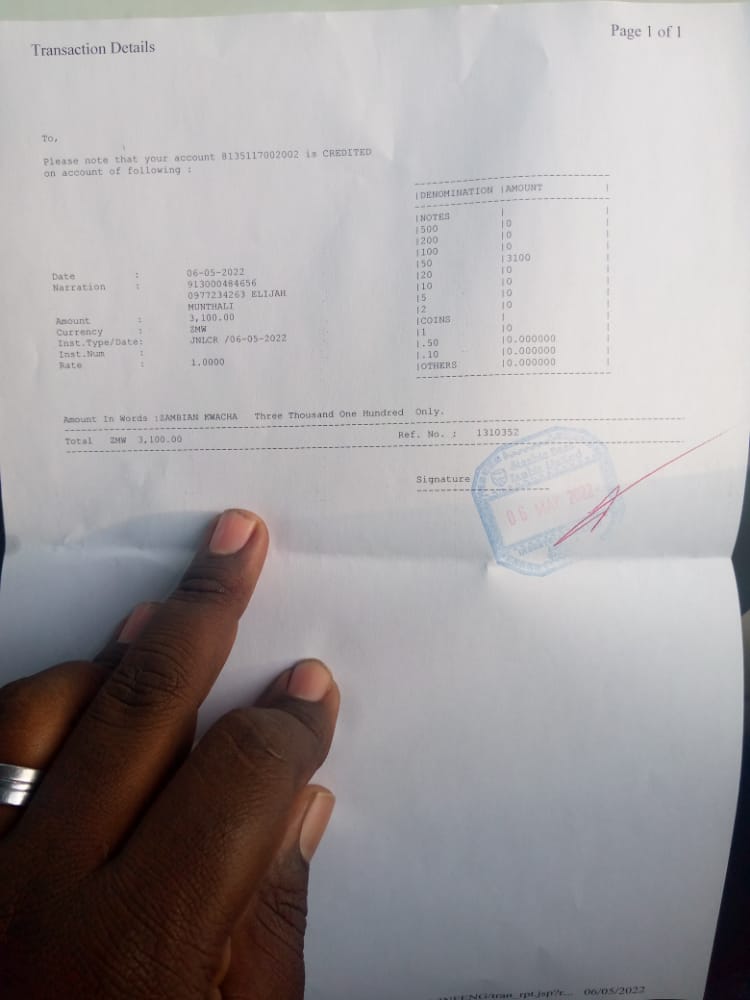 Transaction Details
Page 1 of 1
To,
Please note that your account 8135117002002 is CREDITED
on account of following :
|DENOMINATION |AMOUNT |
|NOTES | |
|500 |0
|200 |0
|100 |0
|50 |3100
|20 |0
|10 |0
|5 |0
|2 |0
|COINS |
|1 |0
|.50 |0.000000
|.10 |0.000000
|OTHERS |0.000000
Date : 06-05-2022
Narration : 913000484656
0977234263 ELIJAH
MUNTHALI
Amount : 3,100.00
Currency : ZMW
Inst.Type/Date: JNLCR /06-05-2022
Inst.Num :
Rate : 1.0000
Amount In Words :ZAMBIAN KWACHA Three Thousand One Hundred Only.
Total ZMW 3,100.00
Ref. No. : 1310352
Signature
06 MAY 2022
06/05/2022